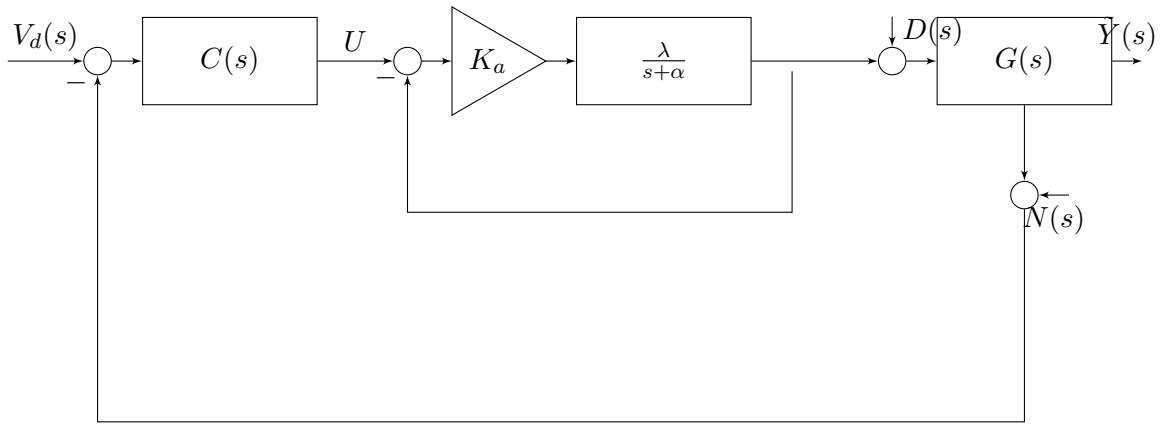 V_d(s)
−
C(s)
U
−
K_a
λ
s+α
D(s)
G(s)
Ỹ(s)
N(s)